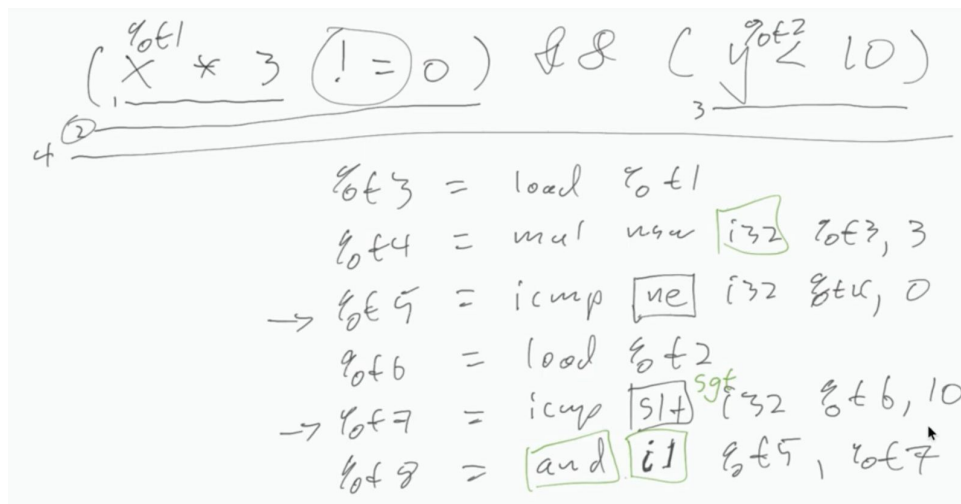 %t1 %t2
(x * 3 != 0) && (y < 10)
1 3
2
4
%t3 = load %t1
%t4 = mul nsw i32 %t3, 3
→ %t5 = icmp ne i32 %t4, 0
%t6 = load %t2
sgt
→ %t7 = icmp slt i32 %t6, 10
%t8 = and i1 %t5, %t7